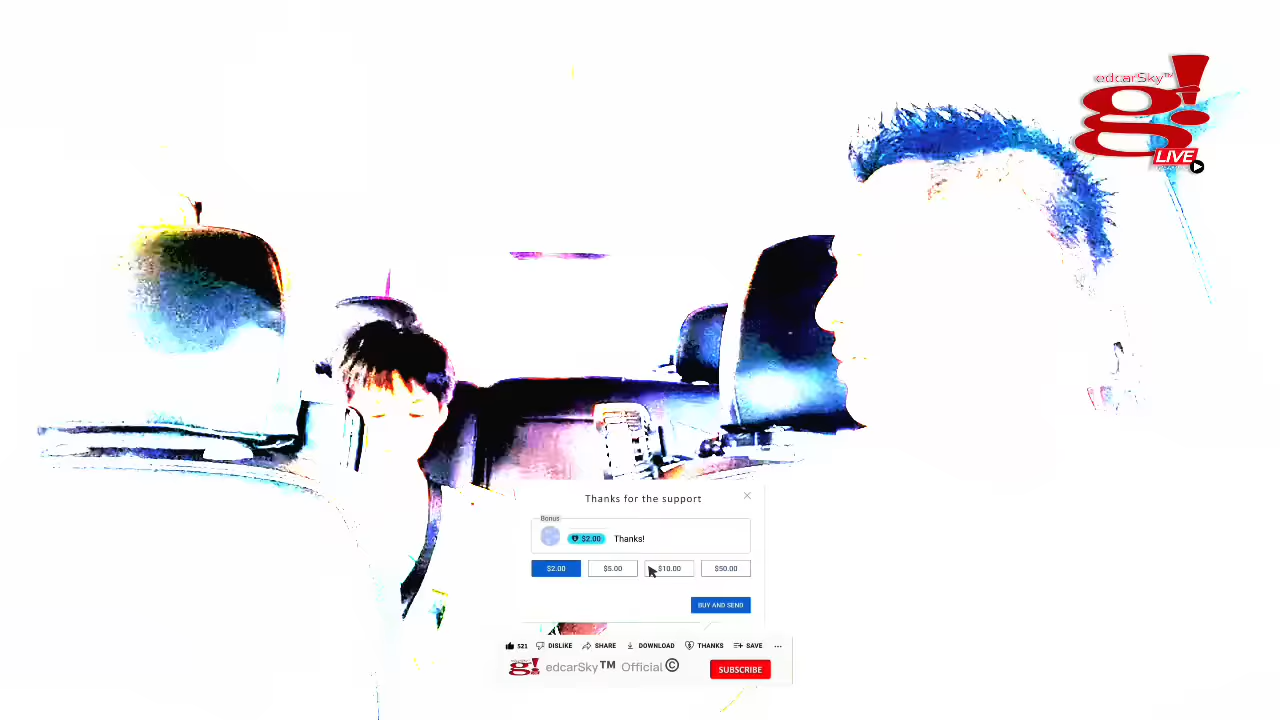 edcarSky™
g!
LIVE
Thanks for the support
Bonus
$2.00 Thanks!
$2.00 $5.00 $10.00 $50.00
BUY AND SEND
521 DISLIKE SHARE DOWNLOAD THANKS SAVE ...
g! edcarSky™ Official ©
SUBSCRIBE